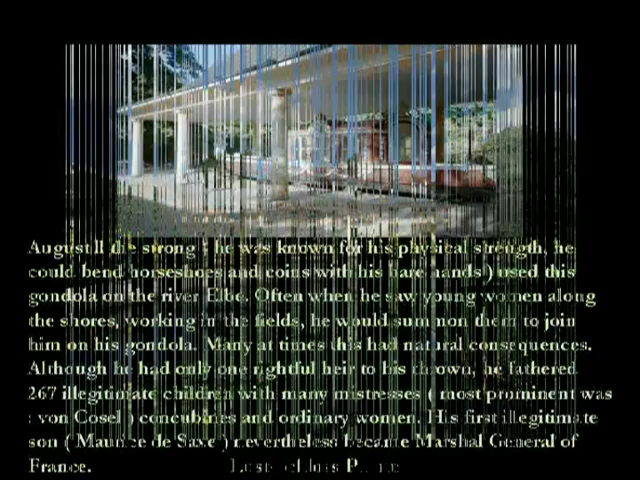 August II the strong ( he was known for his physical strength, he
could bend horseshoes and coins with his bare hands ) used this
gondola on the river Elbe. Often when he saw young women along
the shores, working in the fields, he would summon them to join
him on his gondola. Many at times this had natural consequences.
Although he had only one rightful heir to his thrown, he fathered
267 illegitimate children with many mistresses ( most prominent was
: von Cosel ) concubines and ordinary women. His first illegitimate
son ( Maurice de Saxe ) nevertheless became Marshal General of
France.